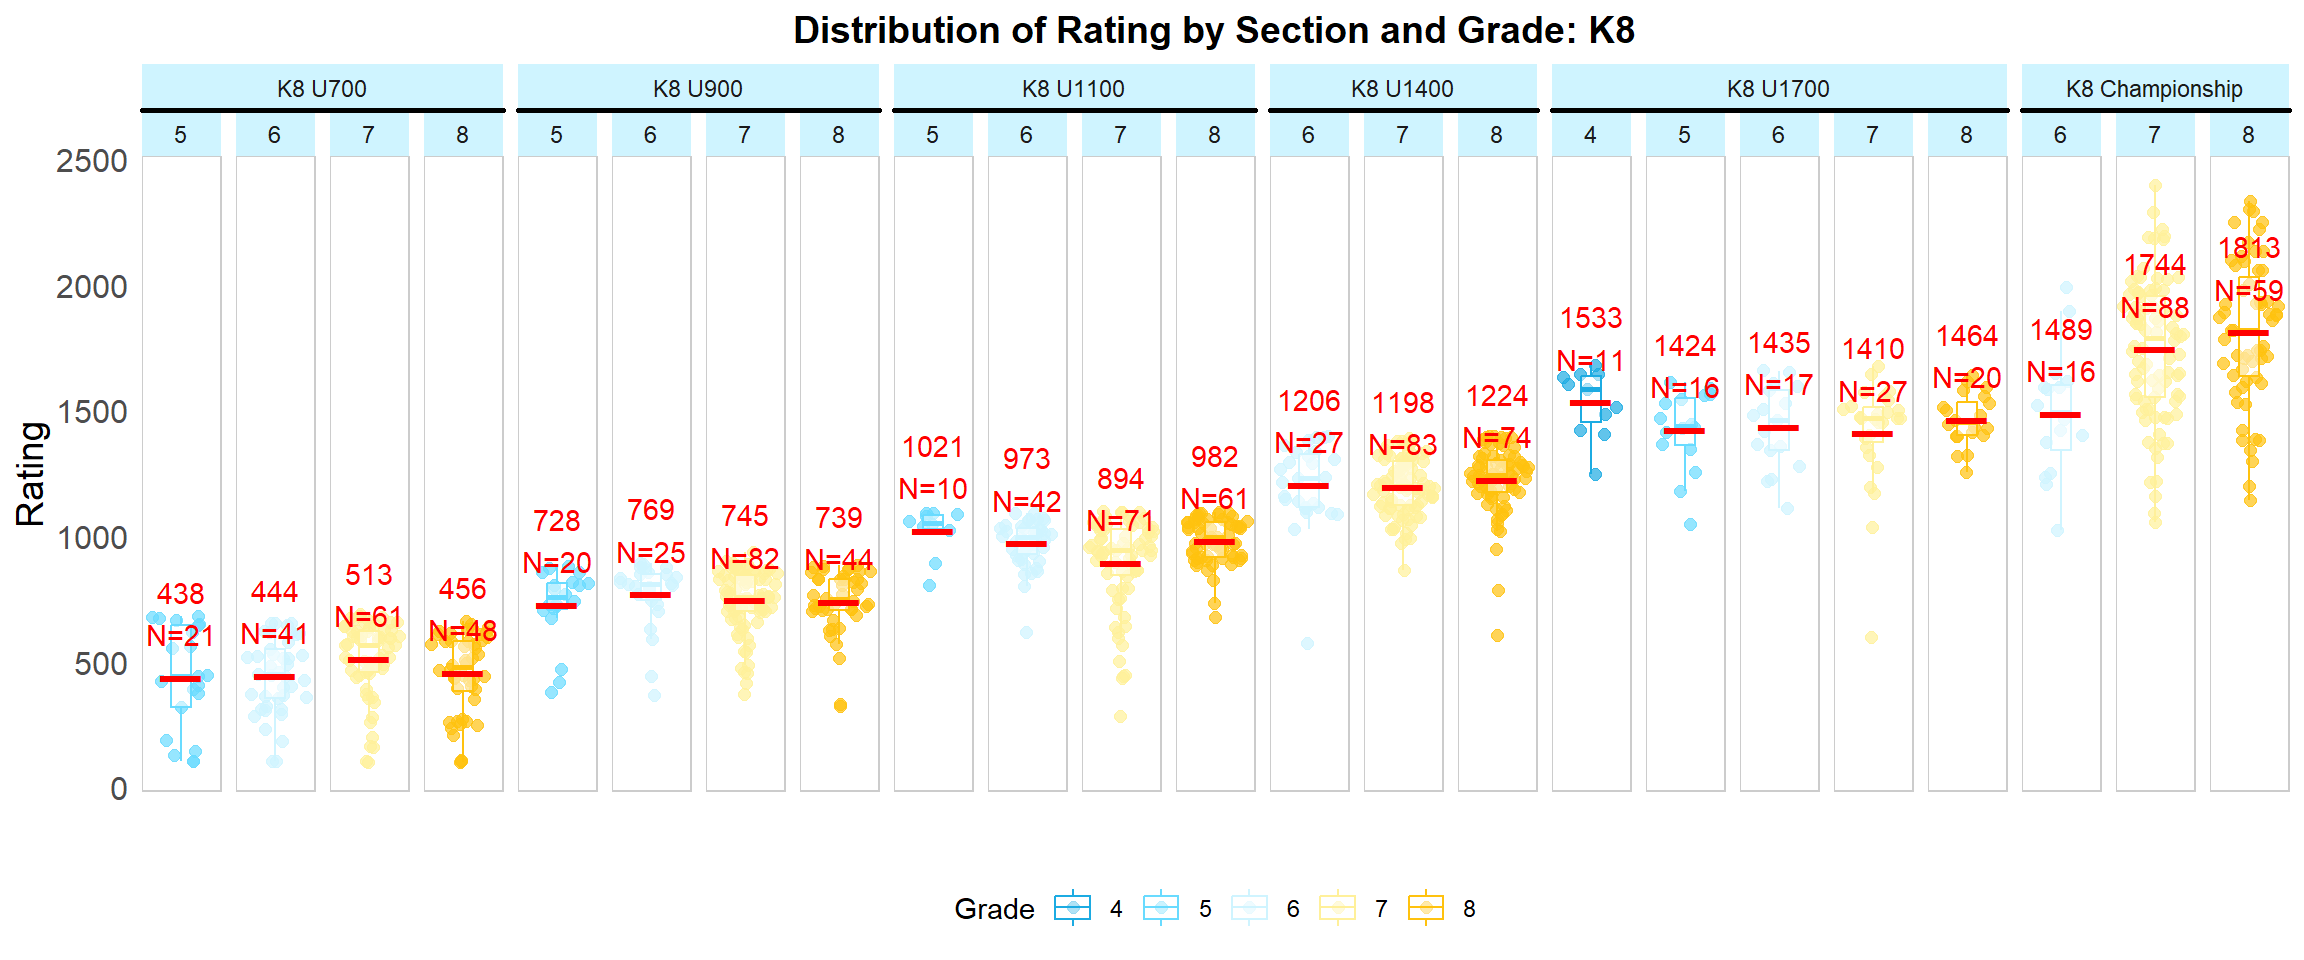 Distribution of Rating by Section and Grade: K8
K8 U700 K8 U900 K8 U1100 K8 U1400 K8 U1700 K8 Championship
5 6 7 8 5 6 7 8 5 6 7 8 6 7 8 4 5 6 7 8 6 7 8
2500
2000
1500
1000
500
0
Rating
438
N=21
444
N=41
513
N=61
456
N=48
728
N=20
769
N=25
745
N=82
739
N=44
1021
N=10
973
N=42
894
N=71
982
N=61
1206
N=27
1198
N=83
1224
N=74
1533
N=11
1424
N=16
1435
N=17
1410
N=27
1464
N=20
1489
N=16
1744
N=88
1813
N=59
Grade 4 5 6 7 8